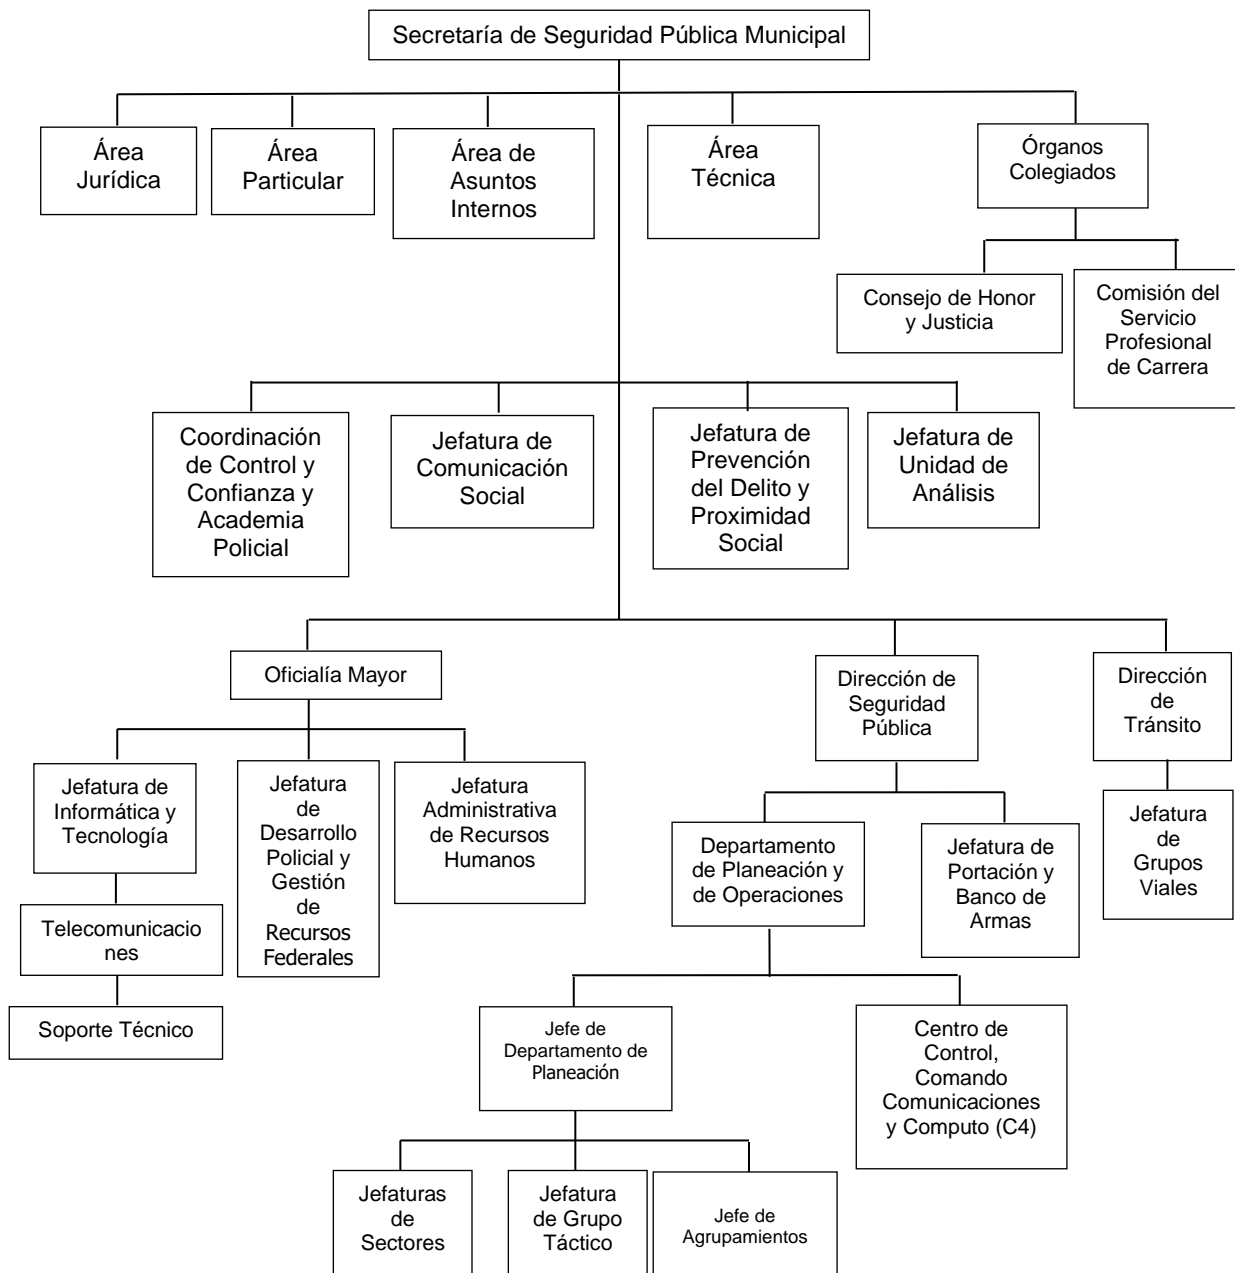 Secretaría de Seguridad Pública Municipal
Área
Jurídica
Área
Particular
Área de
Asuntos
Internos
Área
Técnica
Órganos
Colegiados
Consejo de Honor
y Justicia
Comisión del
Servicio
Profesional
de Carrera
Coordinación
de Control y
Confianza y
Academia
Policial
Jefatura de
Comunicación
Social
Jefatura de
Prevención
del Delito y
Proximidad
Social
Jefatura de
Unidad de
Análisis
Oficialía Mayor
Dirección de
Seguridad
Pública
Dirección
de
Tránsito
Jefatura de
Informática y
Tecnología
Jefatura
de
Desarrollo
Policial y
Gestión
de
Recursos
Federales
Jefatura
Administrativa
de Recursos
Humanos
Departamento
de Planeación y
de Operaciones
Jefatura de
Portación y
Banco de
Armas
Jefatura
de
Grupos
Viales
Telecomunicacio
nes
Soporte Técnico
Jefe de
Departamento de
Planeación
Centro de
Control,
Comando
Comunicaciones
y Computo (C4)
Jefaturas
de
Sectores
Jefatura
de Grupo
Táctico
Jefe de
Agrupamientos